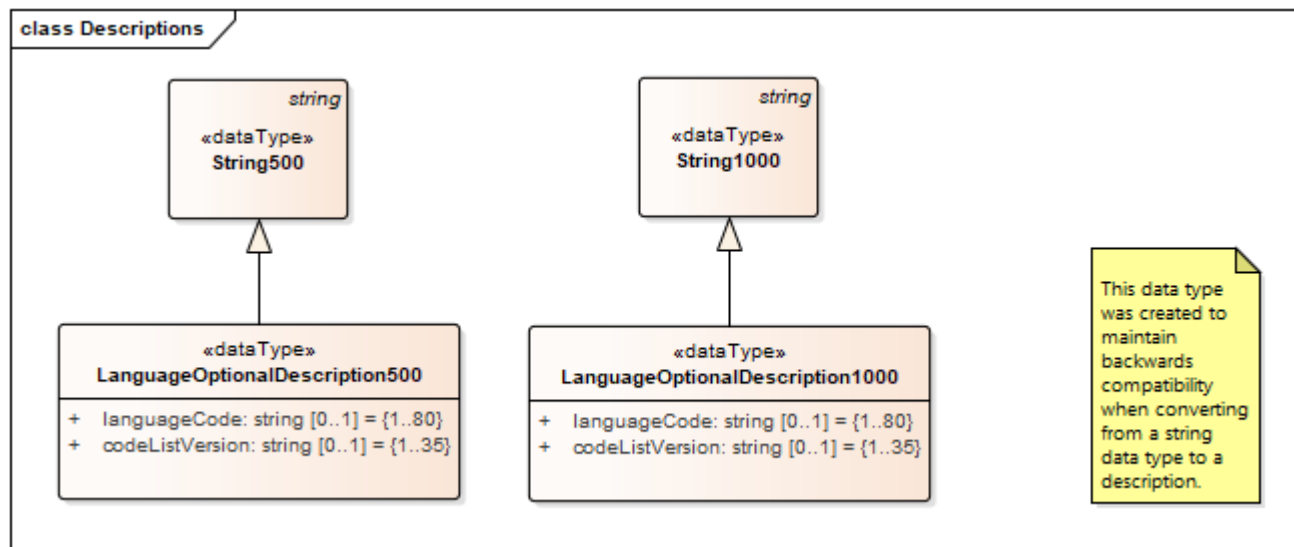 class Descriptions
string
«dataType»
String500
string
«dataType»
String1000
«dataType»
LanguageOptionalDescription500
+ languageCode: string [0..1] = {1..80}
+ codeListVersion: string [0..1] = {1..35}
«dataType»
LanguageOptionalDescription1000
+ languageCode: string [0..1] = {1..80}
+ codeListVersion: string [0..1] = {1..35}
This data type
was created to
maintain
backwards
compatibility
when converting
from a string
data type to a
description.